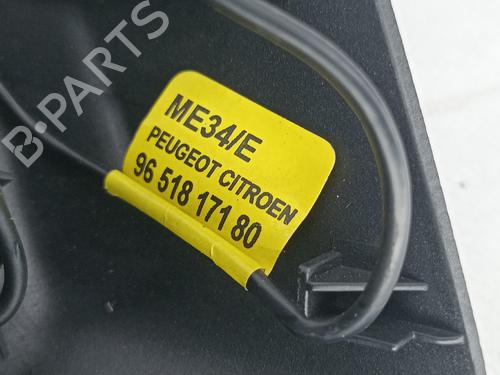 B-PARTS
ME34/E
PEUGEOT CITROEN
96 518 171 80